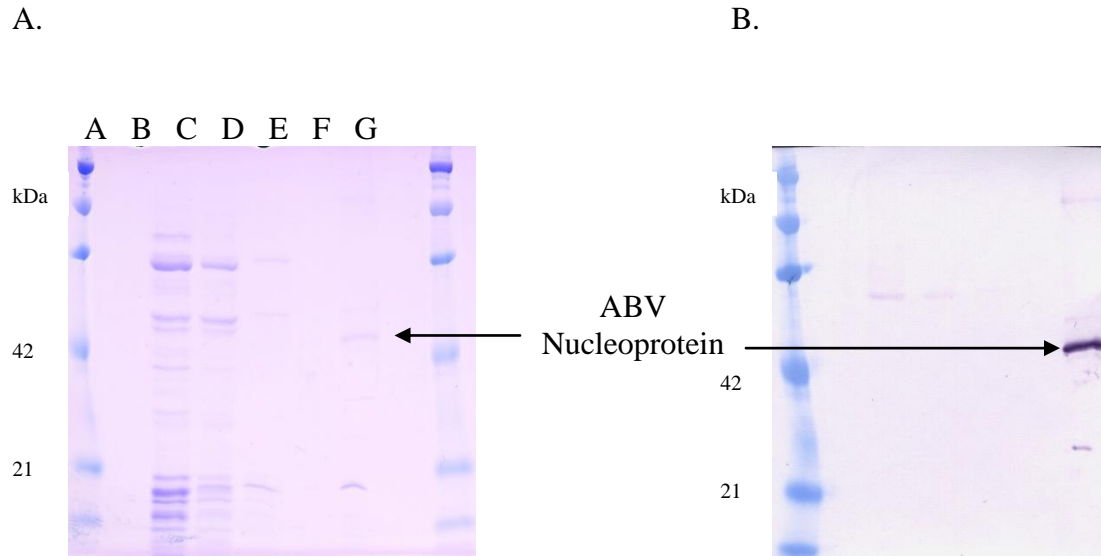 A.
B.
A B C D E F G
kDa
42
21
ABV
Nucleoprotein
kDa
42
21